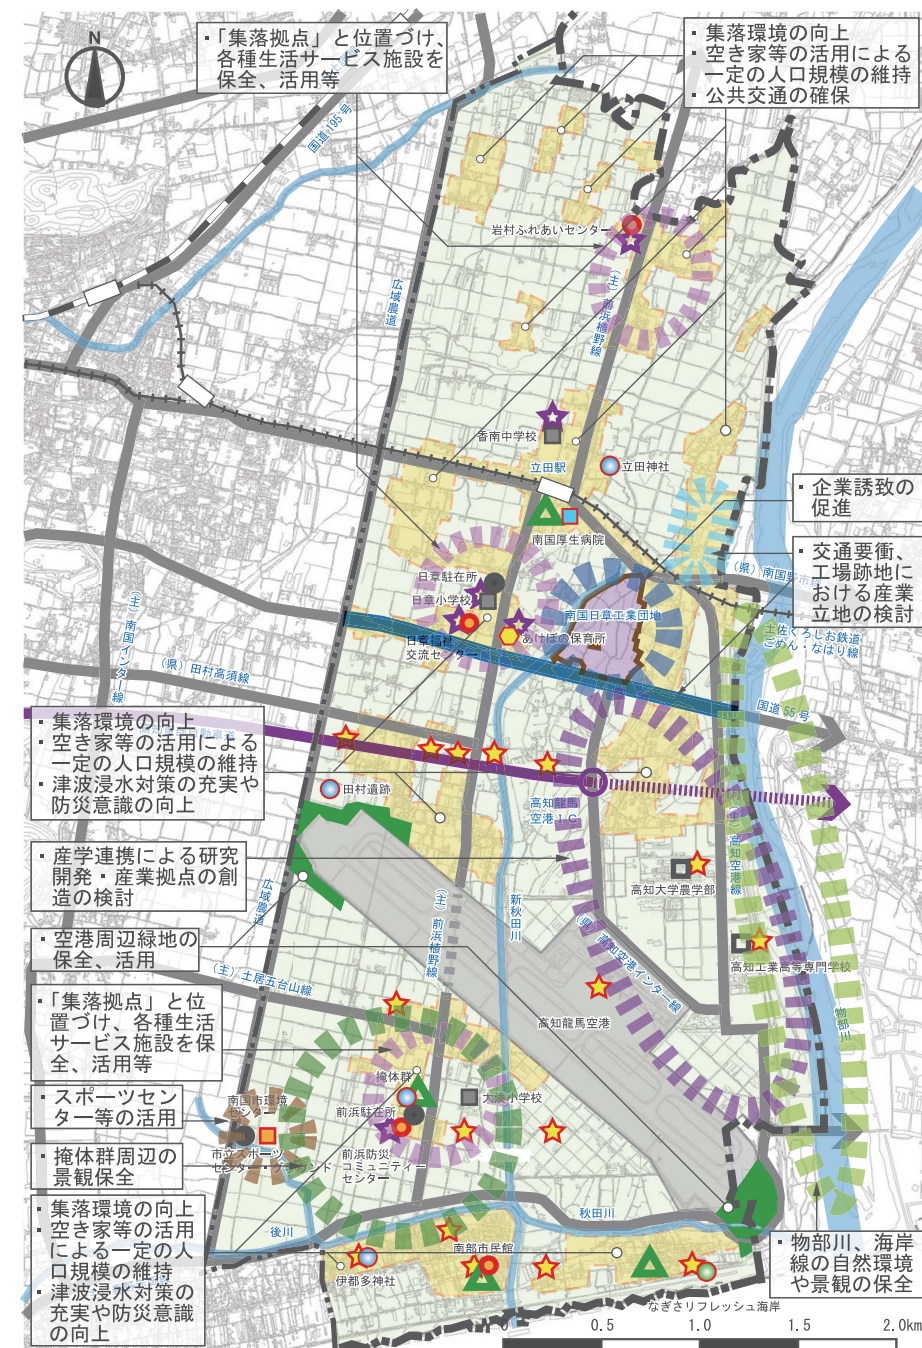 N
・「集落拠点」と位置づけ、
各種生活サービス施設を
保全、活用等
・集落環境の向上
・空き家等の活用による
一定の人口規模の維持
・公共交通の確保
国道195号
岩村ふれあいセンター
広域農道
(主)前浜植野線
香南中学校
立田駅
立田神社
・企業誘致の
促進
南国厚生病院
・交通要衝、
工場跡地に
おける産業
立地の検討
日章駐在所
日章小学校
南国日章工業団地
(主)南国インター線
日章福祉
交流センター
あけぼの保育所
土佐くろしお鉄道
ごめん・なはり線
(県)田村高須線
国道55号
・集落環境の向上
・空き家等の活用による
一定の人口規模の維持
・津波浸水対策の充実や
防災意識の向上
田村遺跡
高知龍馬
空港IC
(主)高知空港線
・産学連携による研究
開発・産業拠点の創
造の検討
高知大学農学部
広域農道
(主)前浜植野線
新秋田川
(県)高知空港インター線
・空港周辺緑地の
保全、活用
高知工業高等専門学校
(主)土居五台山線
・「集落拠点」と位
置づけ、各種生活
サービス施設を保
全、活用等
高知龍馬空港
物部川
掩体群
・スポーツセン
ター等の活用
南国市環境
センター
前浜駐在所
大湊小学校
市立スポーツ
センター・グラウンド
前浜防災
コミュニティー
センター
・掩体群周辺の
景観保全
・集落環境の向上
・空き家等の活用
による一定の人
口規模の維持
・津波浸水対策の
充実や防災意識
の向上
秋田川
後川
南部市民館
・物部川、海岸
線の自然環境
や景観の保全
伊都多神社
なぎさリフレッシュ海岸
0 0.5 1.0 1.5 2.0km